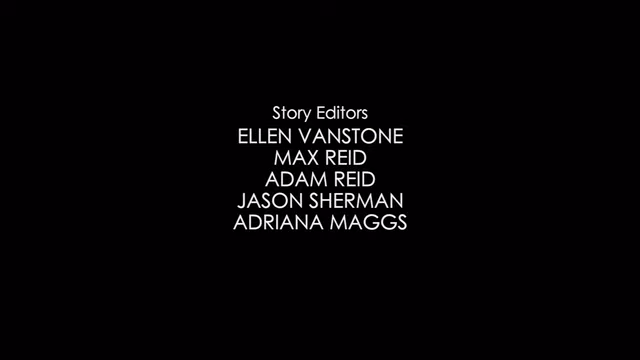 Story Editors
ELLEN VANSTONE
MAX REID
ADAM REID
JASON SHERMAN
ADRIANA MAGGS